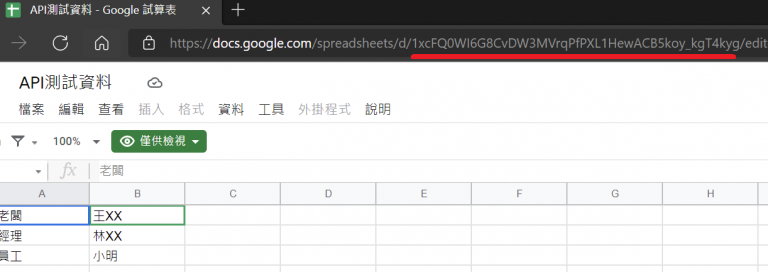 API測試資料 - Google 試算表
https://docs.google.com/spreadsheets/d/1xcFQ0WI6G8CvDW3MVrqPfPXL1HewACB5koy_kgT4kyg/edit
API測試資料
檔案 編輯 查看 插入 格式 資料 工具 外掛程式 說明
100% 僅供檢視
fx 老闆
A B C D E F G H
老闆 王XX
經理 林XX
員工 小明